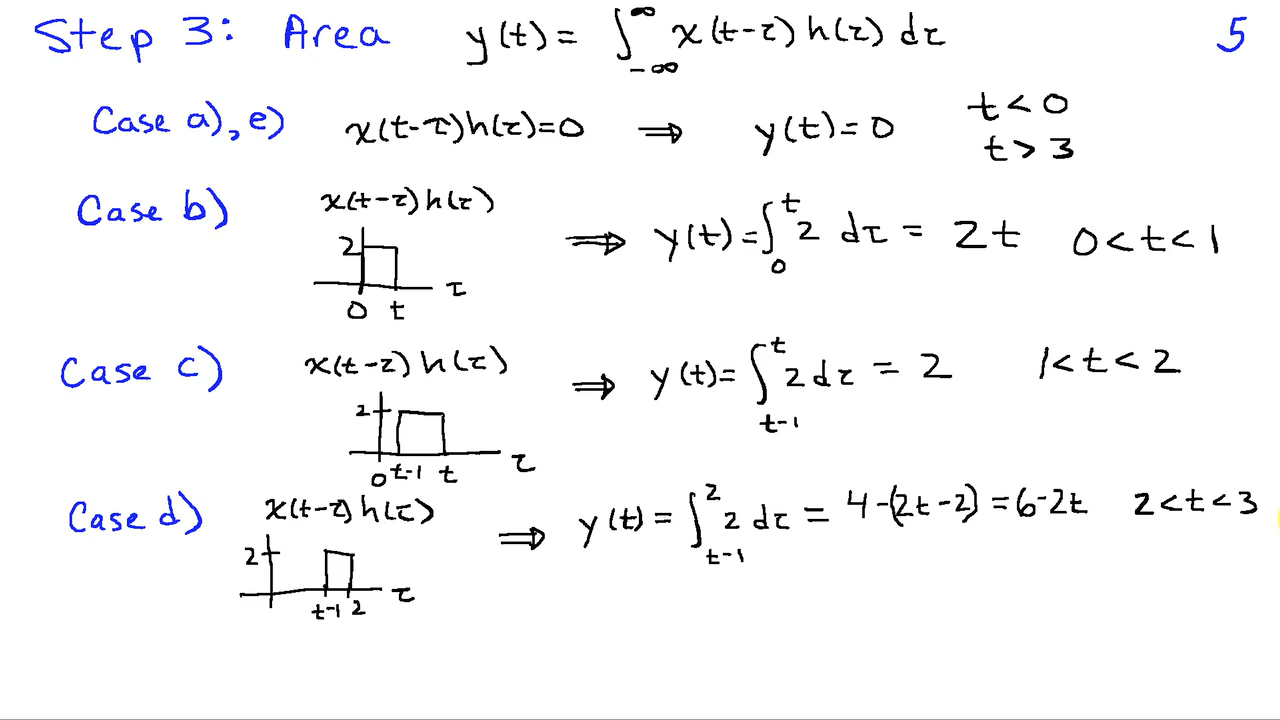 Step 3: Area y(t) = ∫_{-∞}^{∞} x(t-τ) h(τ) dτ 5
Case a), e) x(t-τ)h(τ)=0 ⇒ y(t)=0 t<0
t>3
Case b) x(t-τ)h(τ) ⇒ y(t)=∫_{0}^{t} 2 dτ = 2t 0<t<1
2
τ
0 t
Case c) x(t-τ) h(τ) ⇒ y(t)=∫_{t-1}^{t} 2 dτ = 2 1<t<2
2
τ
0 t-1 t
Case d) x(t-τ)h(τ) ⇒ y(t) = ∫_{t-1}^{2} 2 dτ = 4-(2t-2) = 6-2t 2<t<3
2
τ
t-1 2